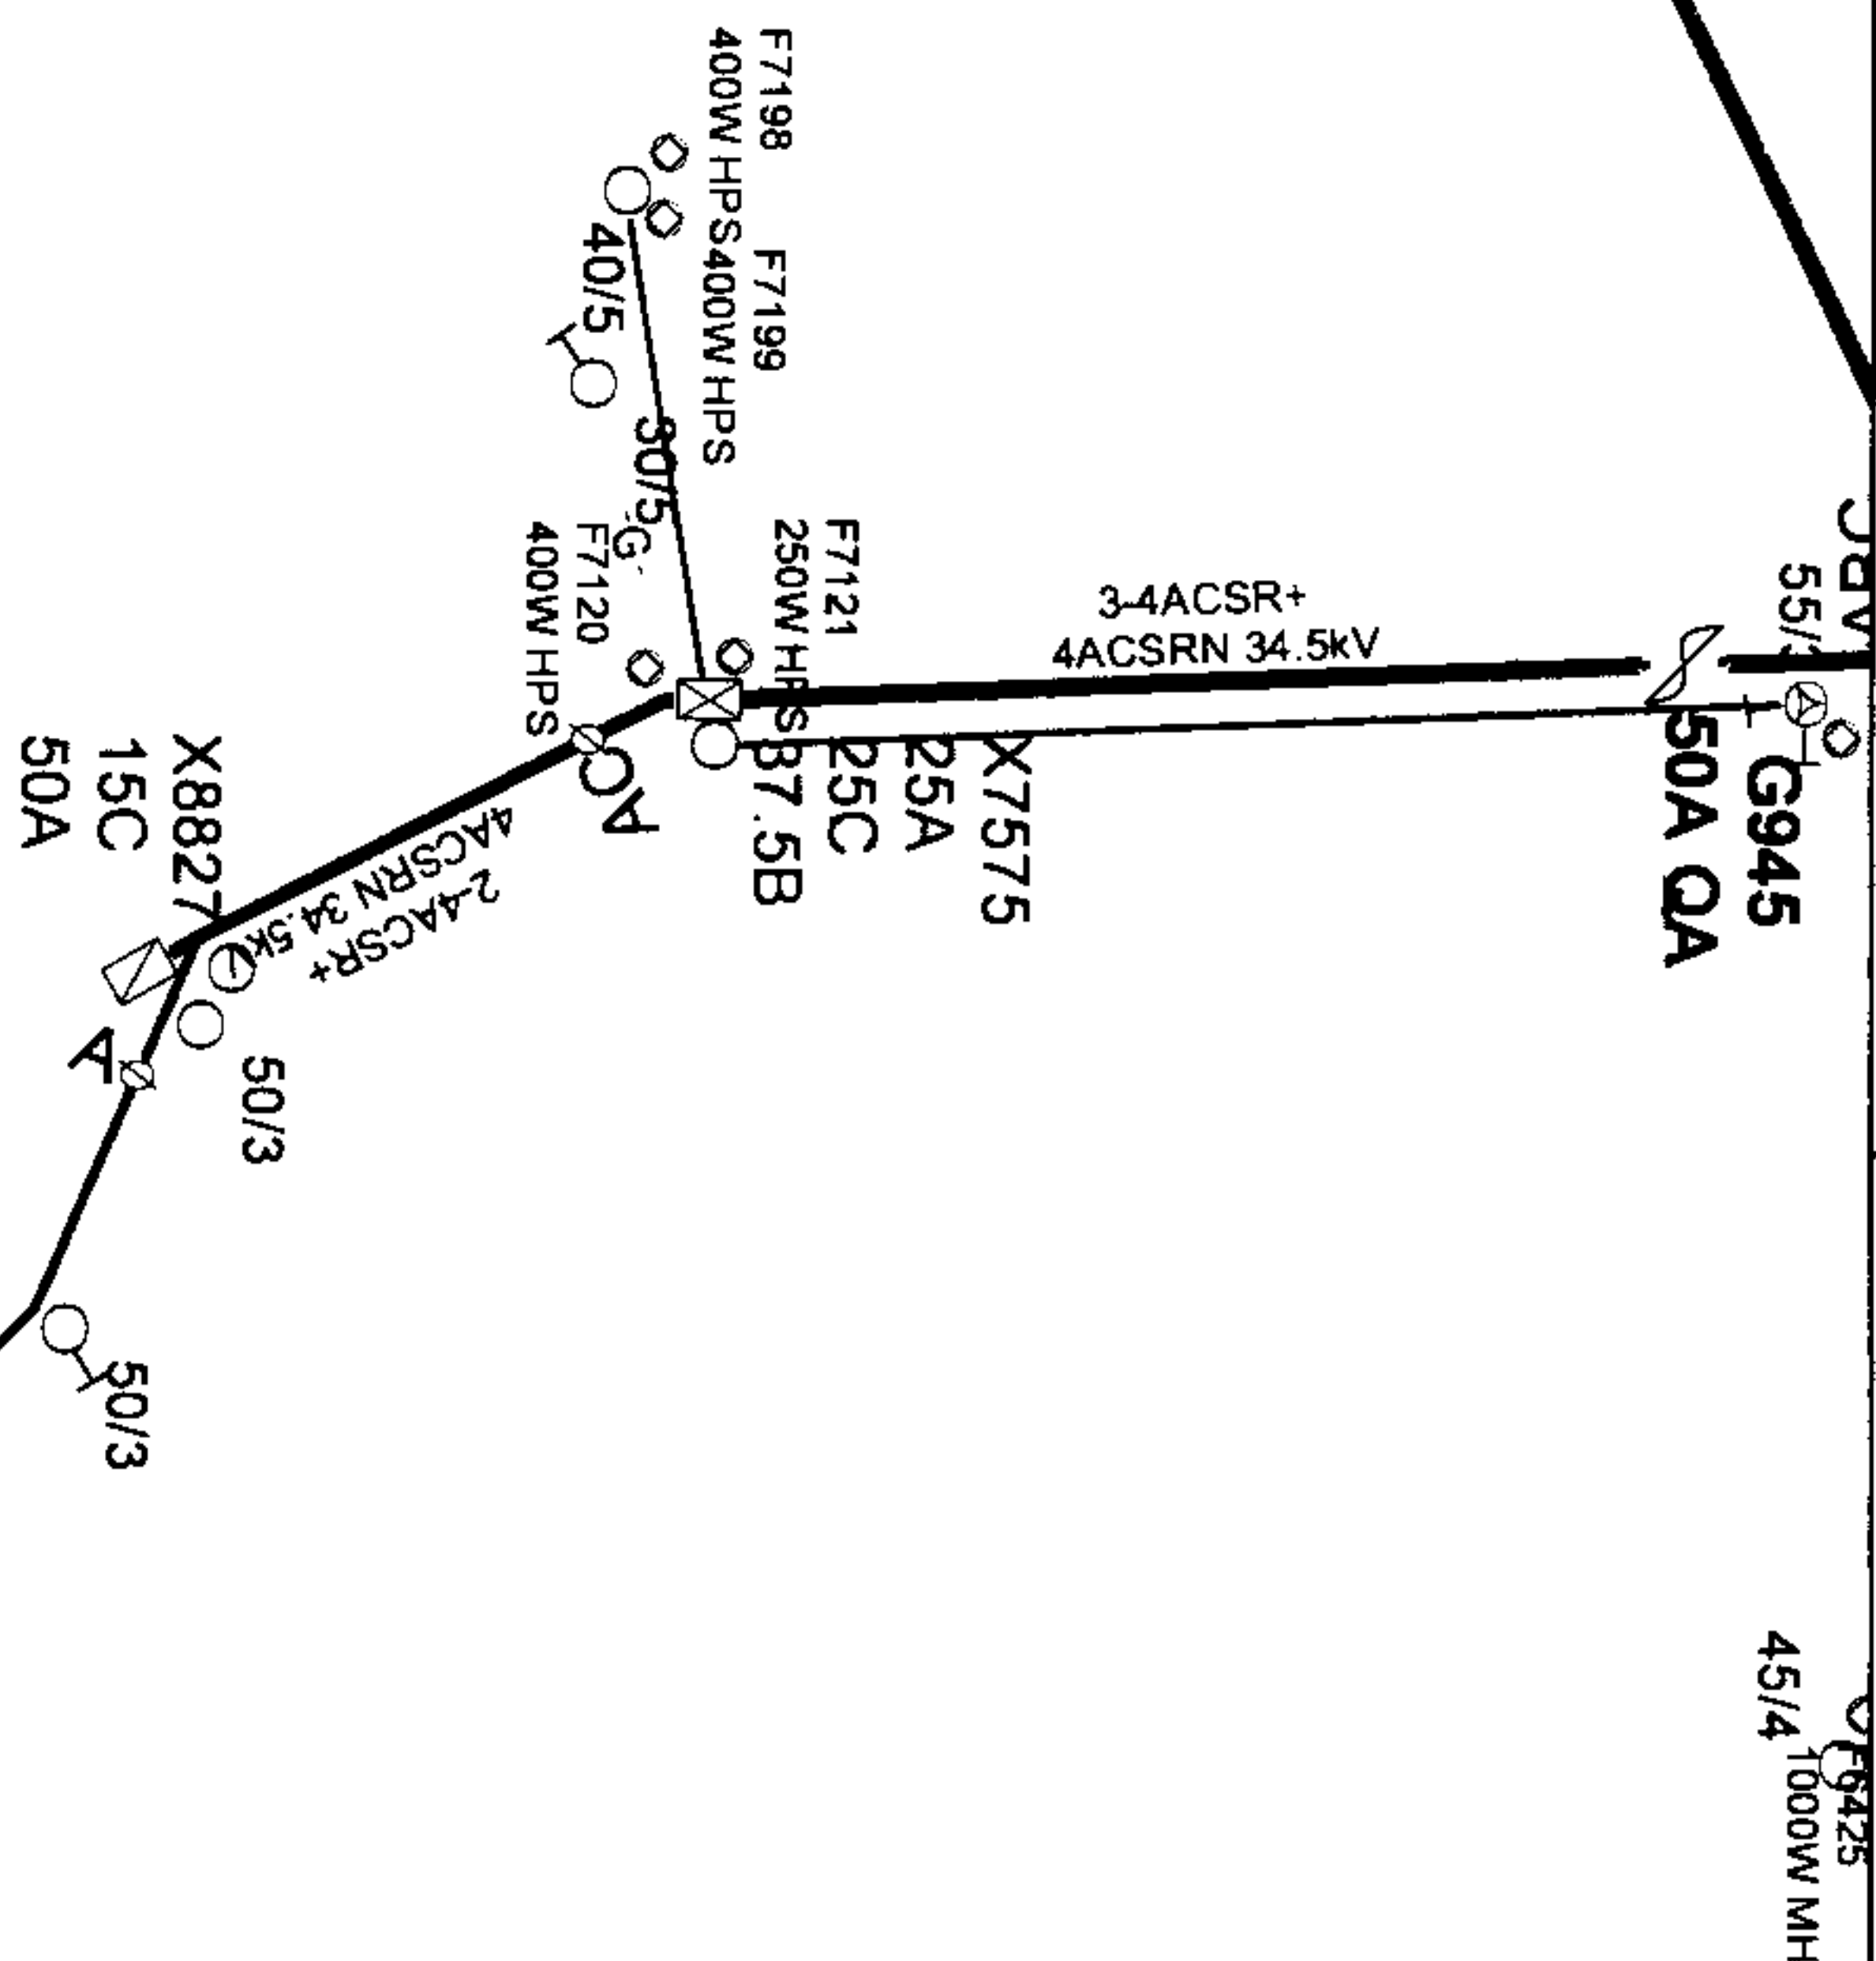 F7198
400W HPS
F7199
400W HPS
40/5
30/5
G
F7120
400W HPS
F7121
250W HPS
3-4ACSR+
4ACSRN 34.5kV
55/
G945
50A QA
X7575
25A
25C
37.5B
CA
2-4ACSR+
4ACSRN 34.5k
X8827
15C
50A
A
50/3
50/3
45/4
F6425
1000W MH